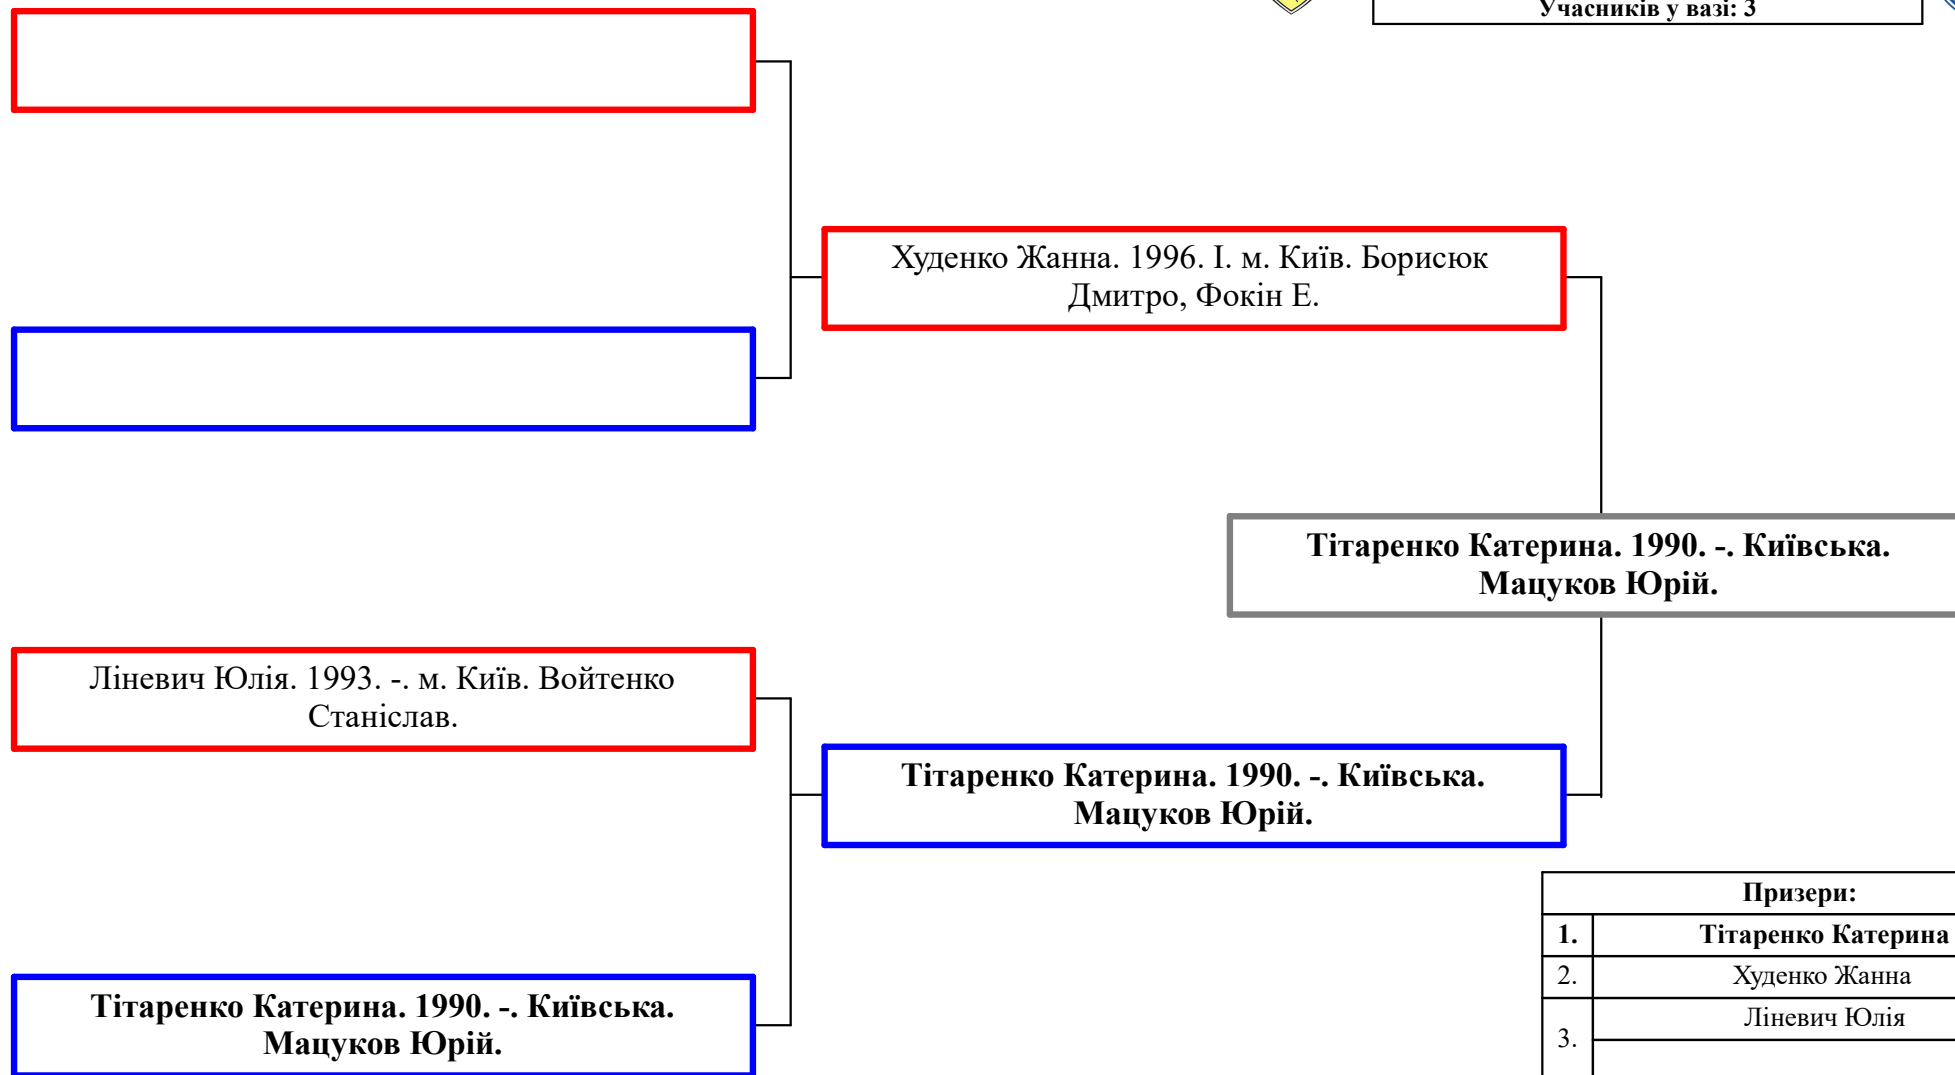 Учасників у вазі: 3
Худенко Жанна. 1996. І. м. Київ. Борисюк
Дмитро, Фокін Е.
Тітаренко Катерина. 1990. -. Київська.
Мацуков Юрій.
Ліневич Юлія. 1993. -. м. Київ. Войтенко
Станіслав.
Тітаренко Катерина. 1990. -. Київська.
Мацуков Юрій.
Тітаренко Катерина. 1990. -. Київська.
Мацуков Юрій.
Призери:
1. Тітаренко Катерина
2. Худенко Жанна
3. Ліневич Юлія